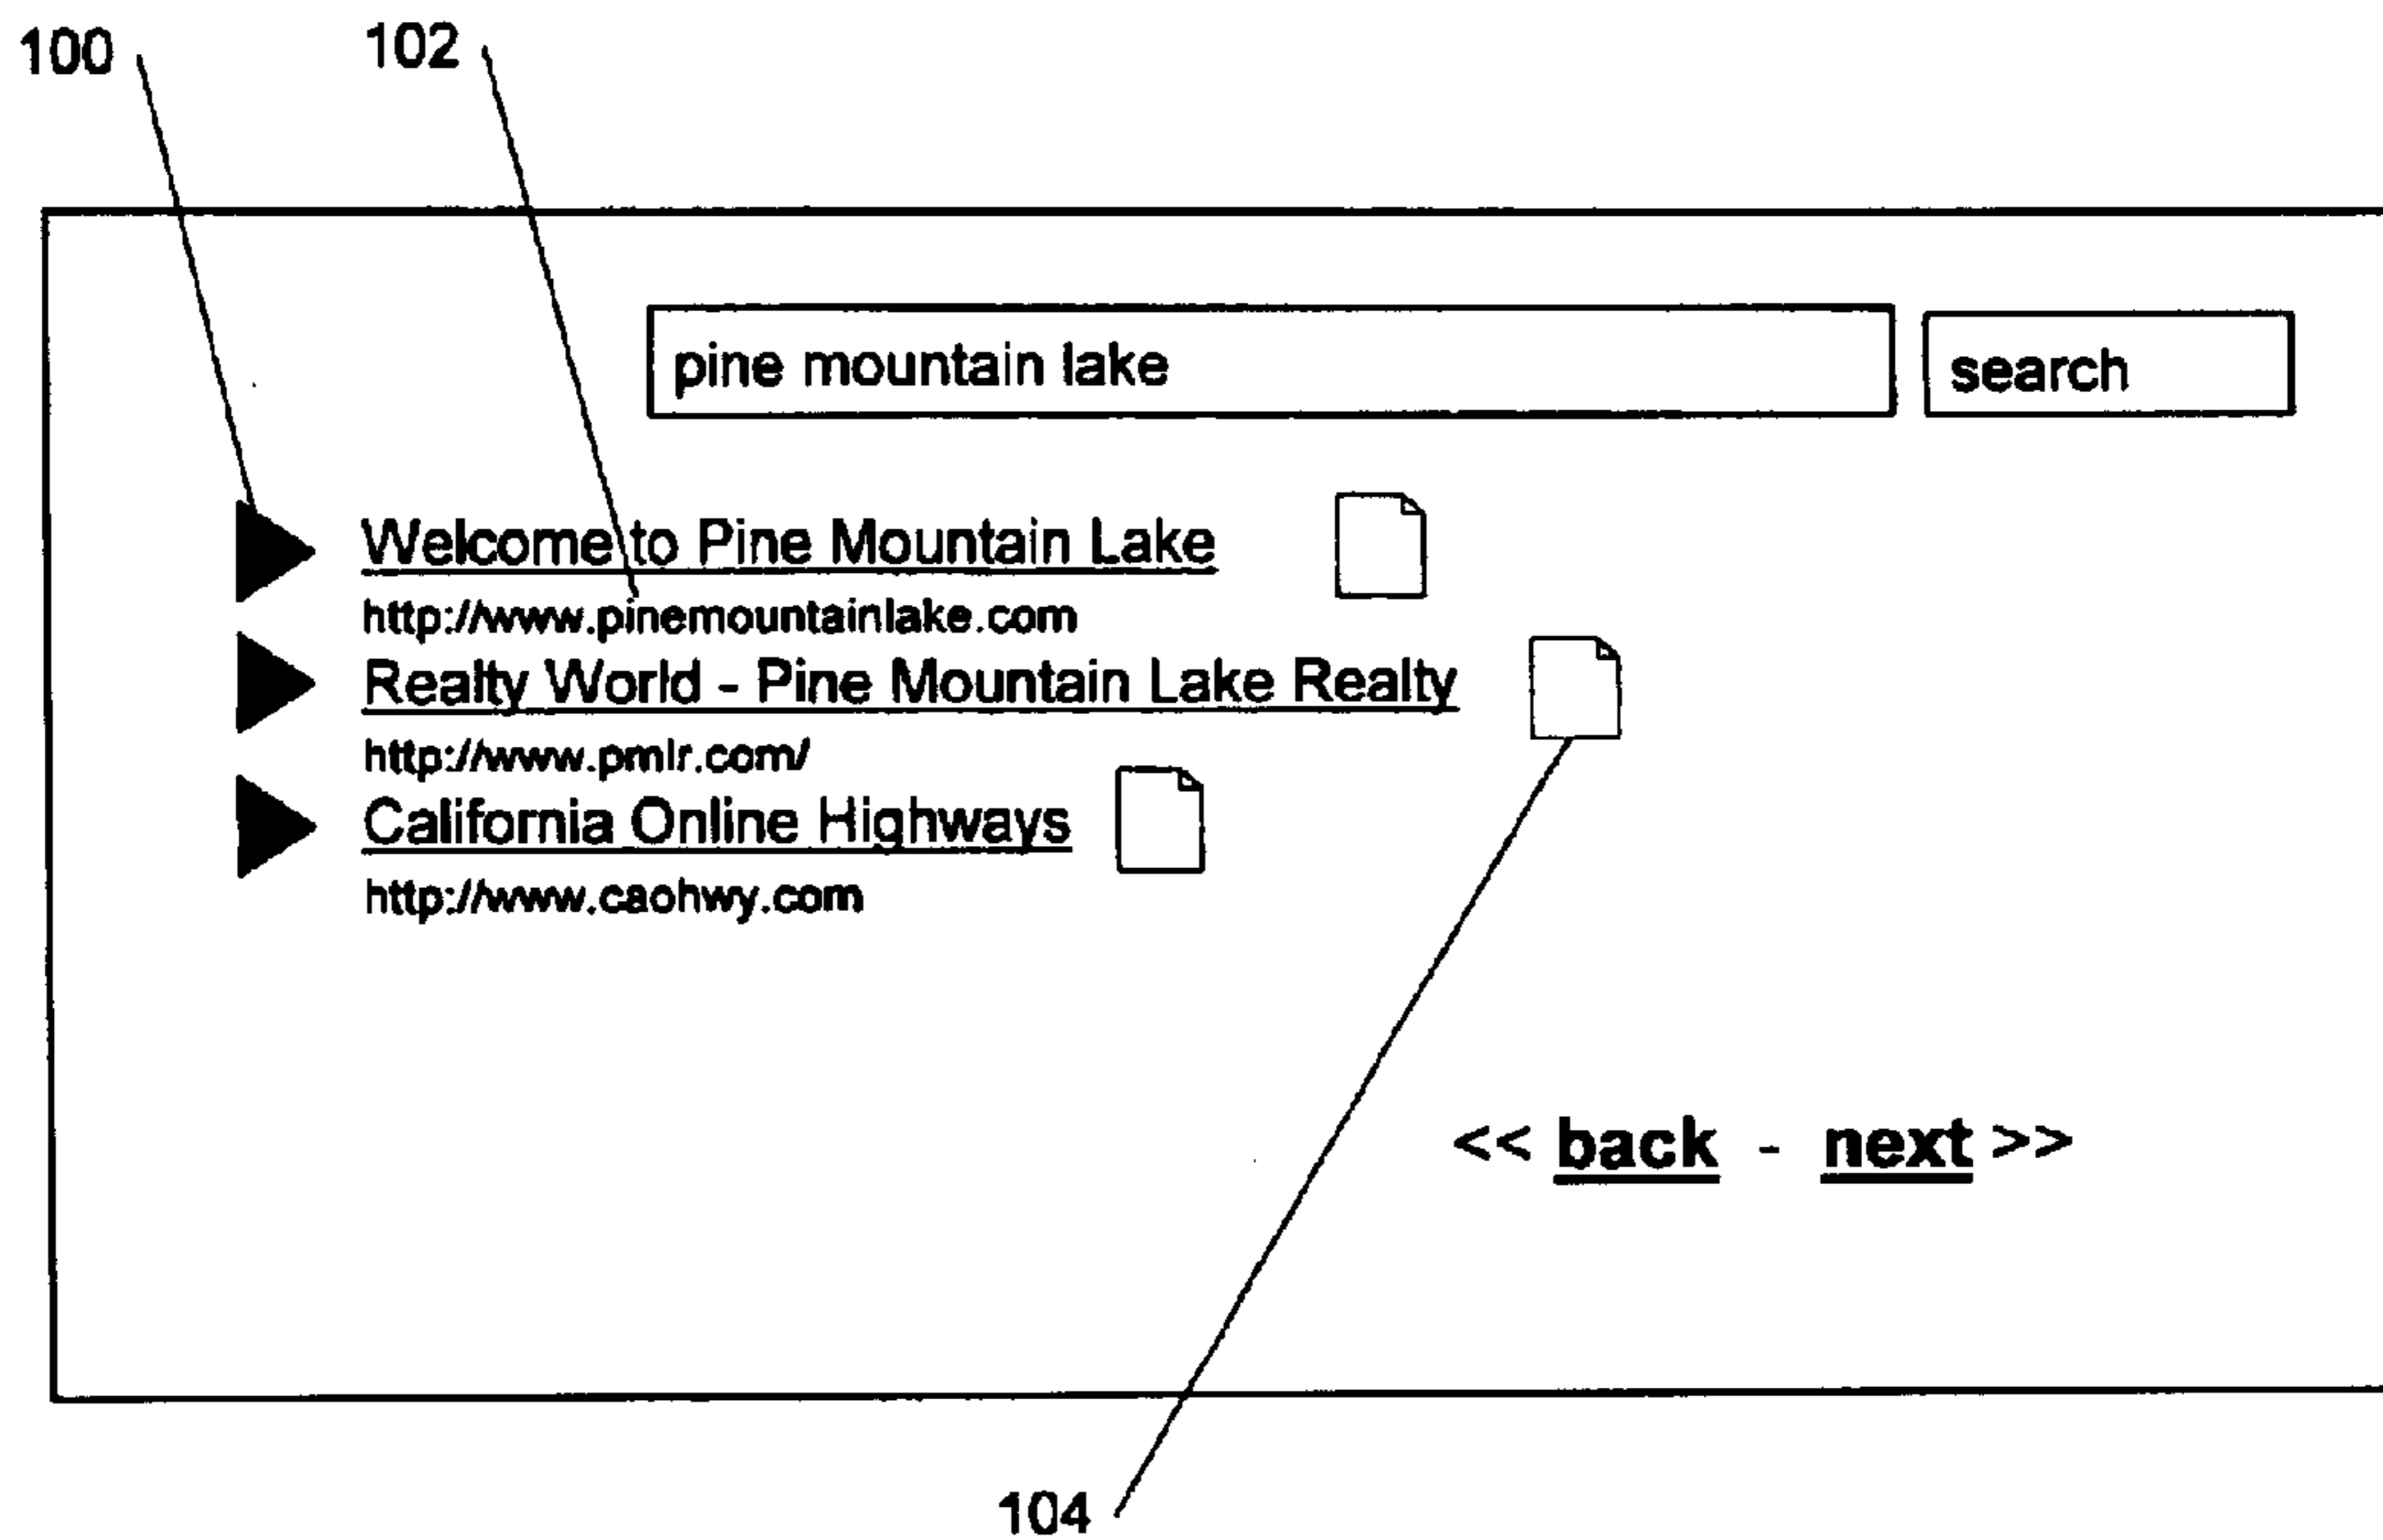 100 102
pine mountain lake search
Welcome to Pine Mountain Lake
http://www.pinemountainlake.com
Realty World - Pine Mountain Lake Realty
http://www.pmlr.com/
California Online Highways
http://www.caohwy.com
<< back - next >>
104